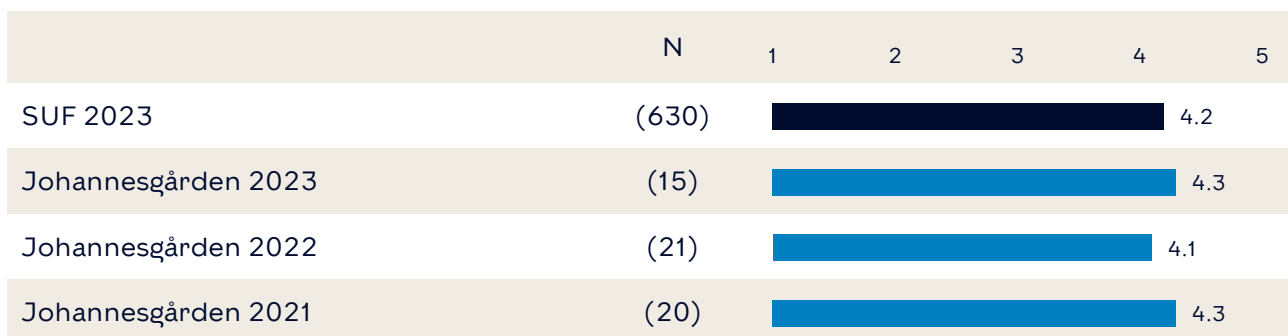 N 1 2 3 4 5
SUF 2023 (630) 4.2
Johannesgården 2023 (15) 4.3
Johannesgården 2022 (21) 4.1
Johannesgården 2021 (20) 4.3